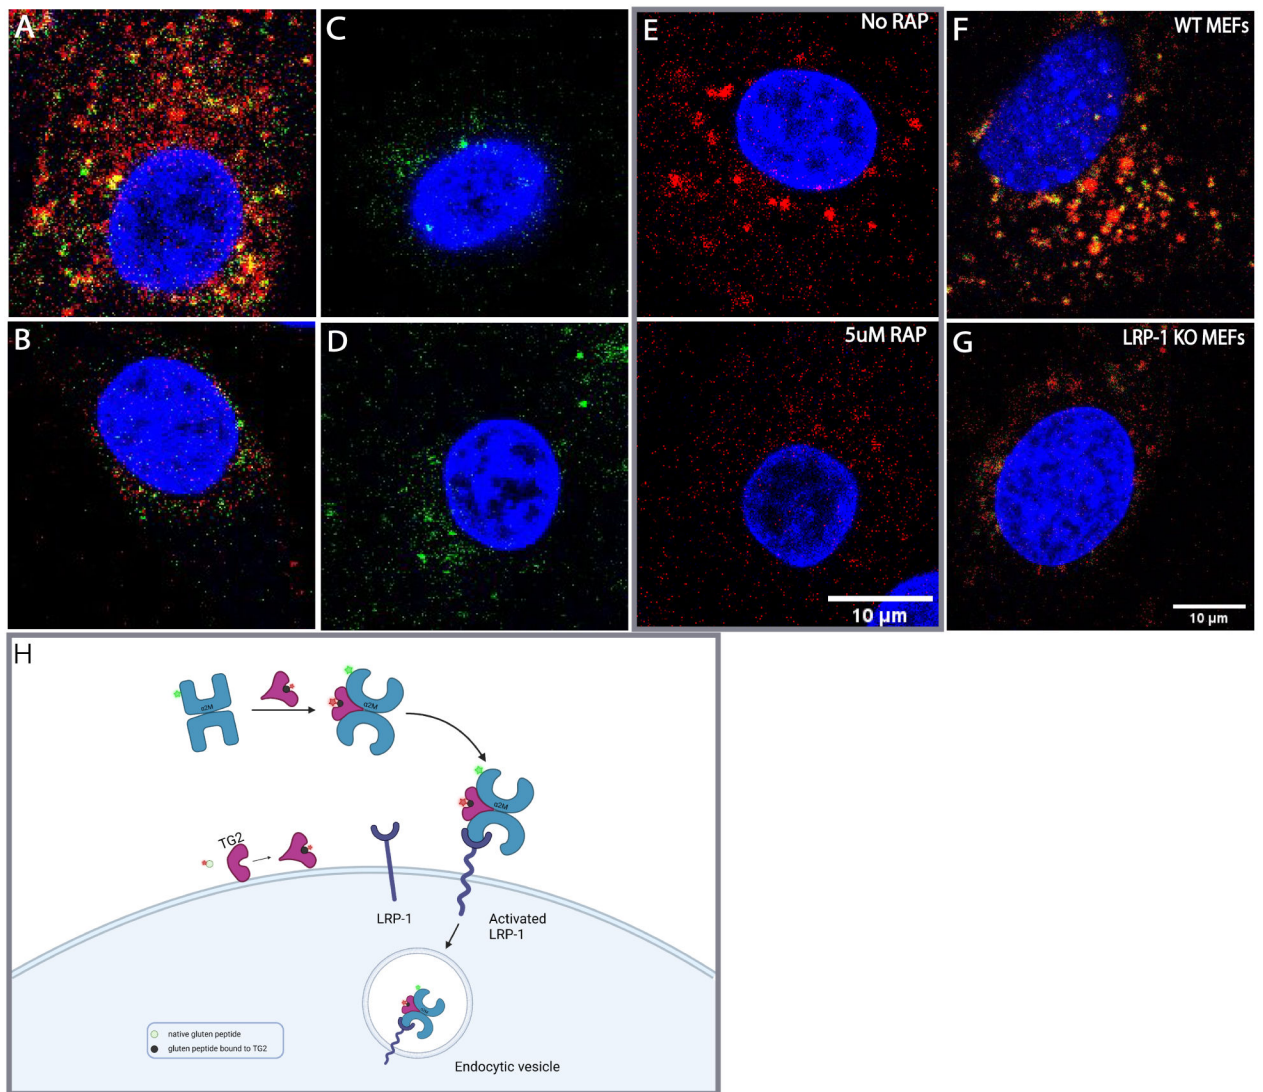 A
C
E
No RAP
F
WT MEFs
B
D
5uM RAP
10 µm
G
LRP-1 KO MEFs
10 µm
H
α2M
α2M
α2M
TG2
LRP-1
Activated
LRP-1
native gluten peptide
gluten peptide bound to TG2
Endocytic vesicle